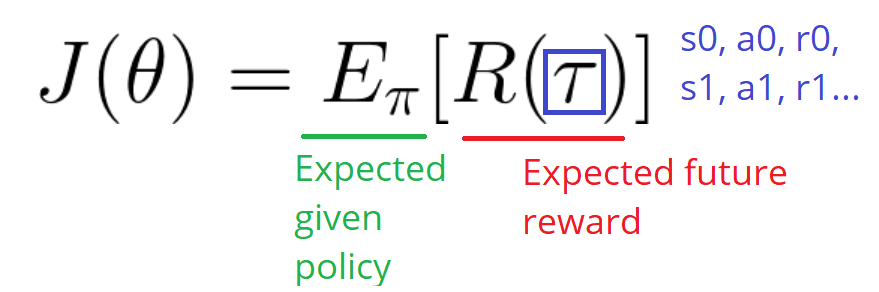 J(θ) = E_π[R(τ)]
s0, a0, r0,
s1, a1, r1...
Expected
given
policy
Expected future
reward